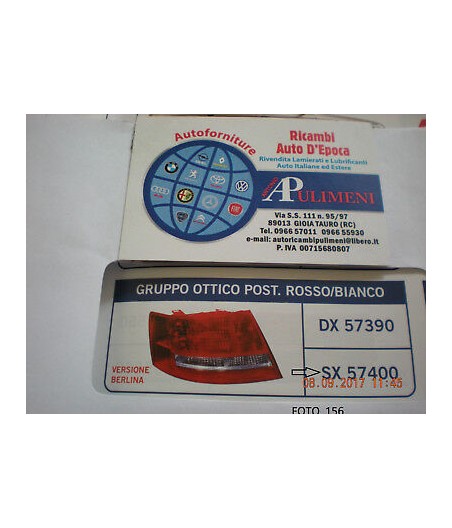 Autoforniture
Ricambi
Auto D'Epoca
Rivendita Lamierati e Lubrificanti
Auto Italiane ed Estere
PULIMENI
Via S.S. 111 n. 95/97
89013 GIOIA TAURO (RC)
Tel. 0966 57011 0966 55930
e-mail: autoricambipulimeni@libero.it
P. IVA 00715680807
GRUPPO OTTICO POST. ROSSO/BIANCO
DX 57390
VERSIONE
BERLINA
SX 57400
08.09.2017 11:45
FOTO 156